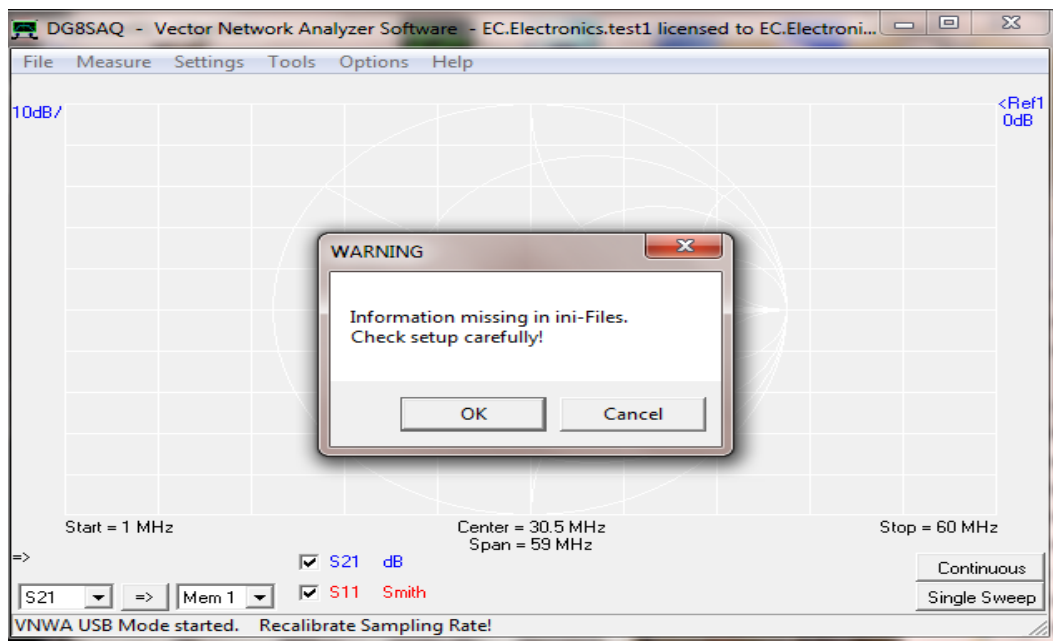 DG8SAQ - Vector Network Analyzer Software - EC.Electronics.test1 licensed to EC.Electroni...
File Measure Settings Tools Options Help
10dB/
<Ref1
0dB
WARNING
Information missing in ini-Files.
Check setup carefully!
OK Cancel
Start = 1 MHz Center = 30.5 MHz Stop = 60 MHz
Span = 59 MHz
=>
S21 dB
Continuous
S21 => Mem 1 S11 Smith Single Sweep
VNWA USB Mode started. Recalibrate Sampling Rate!